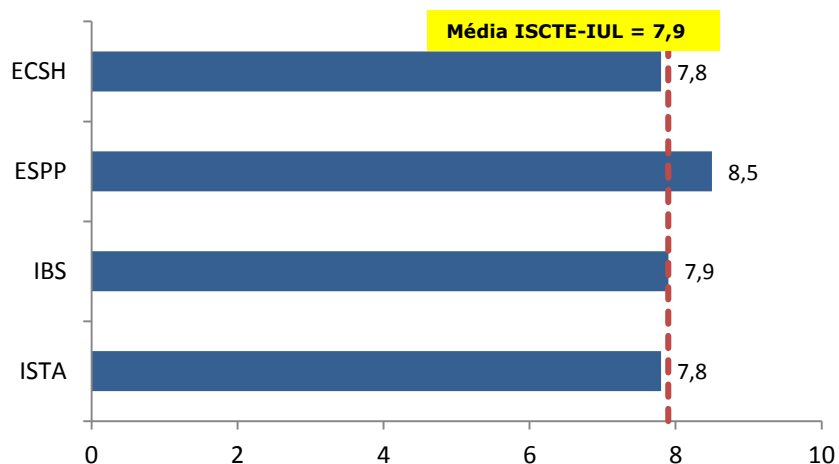 Média ISCTE-IUL = 7,9
ECSH 7,8
ESPP 8,5
IBS 7,9
ISTA 7,8
0 2 4 6 8 10